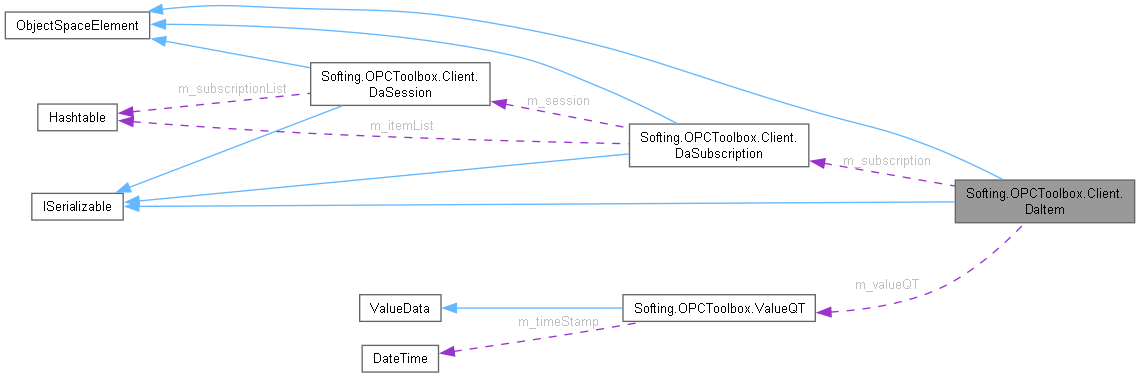 ObjectSpaceElement
Softing.OPCToolbox.Client.
DaSession
m_subscriptionList
m_session
Hashtable
m_itemList
Softing.OPCToolbox.Client.
DaSubscription
m_subscription
Softing.OPCToolbox.Client.
DaItem
ISerializable
m_valueQT
ValueData
Softing.OPCToolbox.ValueQT
m_timeStamp
DateTime